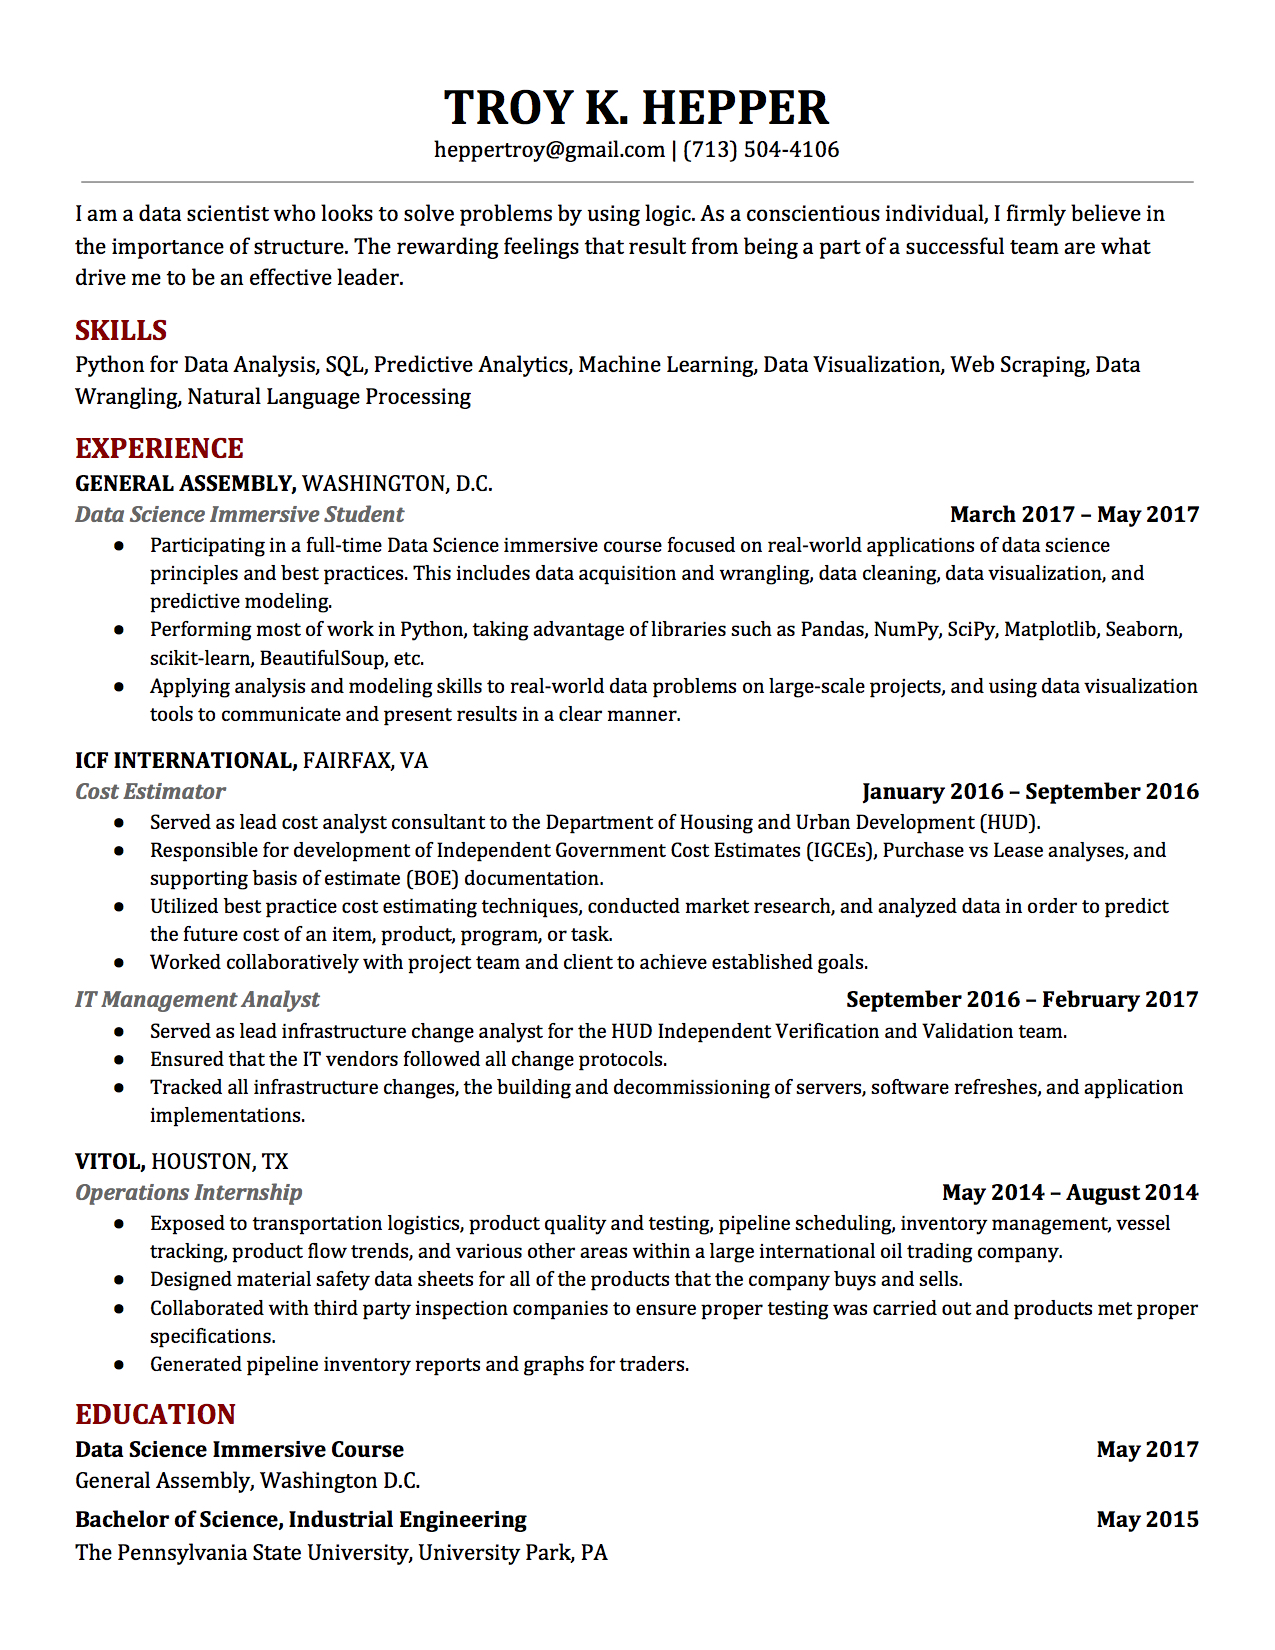 TROY K. HEPPER
heppertroy@gmail.com | (713) 504-4106
I am a data scientist who looks to solve problems by using logic. As a conscientious individual, I firmly believe in
the importance of structure. The rewarding feelings that result from being a part of a successful team are what
drive me to be an effective leader.
SKILLS
Python for Data Analysis, SQL, Predictive Analytics, Machine Learning, Data Visualization, Web Scraping, Data
Wrangling, Natural Language Processing
EXPERIENCE
GENERAL ASSEMBLY, WASHINGTON, D.C.
Data Science Immersive Student March 2017 – May 2017
● Participating in a full-time Data Science immersive course focused on real-world applications of data science
principles and best practices. This includes data acquisition and wrangling, data cleaning, data visualization, and
predictive modeling.
● Performing most of work in Python, taking advantage of libraries such as Pandas, NumPy, SciPy, Matplotlib, Seaborn,
scikit-learn, BeautifulSoup, etc.
● Applying analysis and modeling skills to real-world data problems on large-scale projects, and using data visualization
tools to communicate and present results in a clear manner.
ICF INTERNATIONAL, FAIRFAX, VA
Cost Estimator January 2016 – September 2016
● Served as lead cost analyst consultant to the Department of Housing and Urban Development (HUD).
● Responsible for development of Independent Government Cost Estimates (IGCEs), Purchase vs Lease analyses, and
supporting basis of estimate (BOE) documentation.
● Utilized best practice cost estimating techniques, conducted market research, and analyzed data in order to predict
the future cost of an item, product, program, or task.
● Worked collaboratively with project team and client to achieve established goals.
IT Management Analyst September 2016 – February 2017
● Served as lead infrastructure change analyst for the HUD Independent Verification and Validation team.
● Ensured that the IT vendors followed all change protocols.
● Tracked all infrastructure changes, the building and decommissioning of servers, software refreshes, and application
implementations.
VITOL, HOUSTON, TX
Operations Internship May 2014 – August 2014
● Exposed to transportation logistics, product quality and testing, pipeline scheduling, inventory management, vessel
tracking, product flow trends, and various other areas within a large international oil trading company.
● Designed material safety data sheets for all of the products that the company buys and sells.
● Collaborated with third party inspection companies to ensure proper testing was carried out and products met proper
specifications.
● Generated pipeline inventory reports and graphs for traders.
EDUCATION
Data Science Immersive Course May 2017
General Assembly, Washington D.C.
Bachelor of Science, Industrial Engineering May 2015
The Pennsylvania State University, University Park, PA